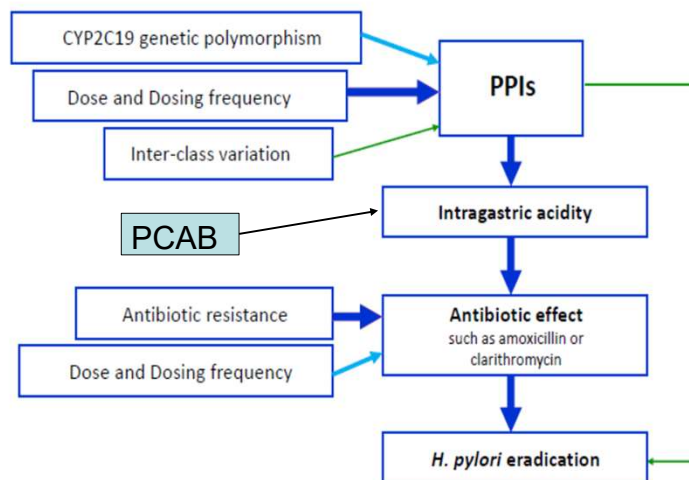 CYP2C19 genetic polymorphism
Dose and Dosing frequency
Inter-class variation
PPIs
PCAB
Intragastric acidity
Antibiotic resistance
Dose and Dosing frequency
Antibiotic effect
such as amoxicillin or
clarithromycin
H. pylori eradication